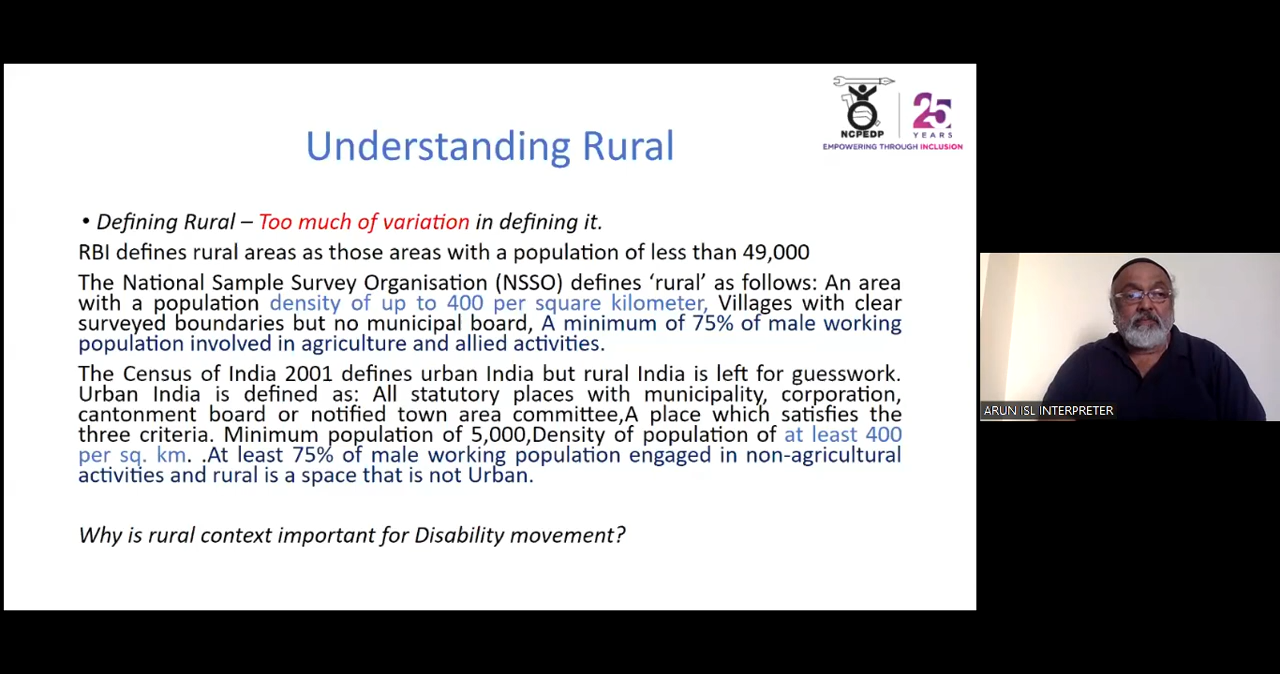 NCPEDP
25
YEARS
EMPOWERING THROUGH INCLUSION
Understanding Rural
• Defining Rural – Too much of variation in defining it.
RBI defines rural areas as those areas with a population of less than 49,000
The National Sample Survey Organisation (NSSO) defines ‘rural’ as follows: An area
with a population density of up to 400 per square kilometer, Villages with clear
surveyed boundaries but no municipal board, A minimum of 75% of male working
population involved in agriculture and allied activities.
The Census of India 2001 defines urban India but rural India is left for guesswork.
Urban India is defined as: All statutory places with municipality, corporation,
cantonment board or notified town area committee,A place which satisfies the
three criteria. Minimum population of 5,000,Density of population of at least 400
per sq. km. .At least 75% of male working population engaged in non-agricultural
activities and rural is a space that is not Urban.
Why is rural context important for Disability movement?
ARUN ISL INTERPRETER